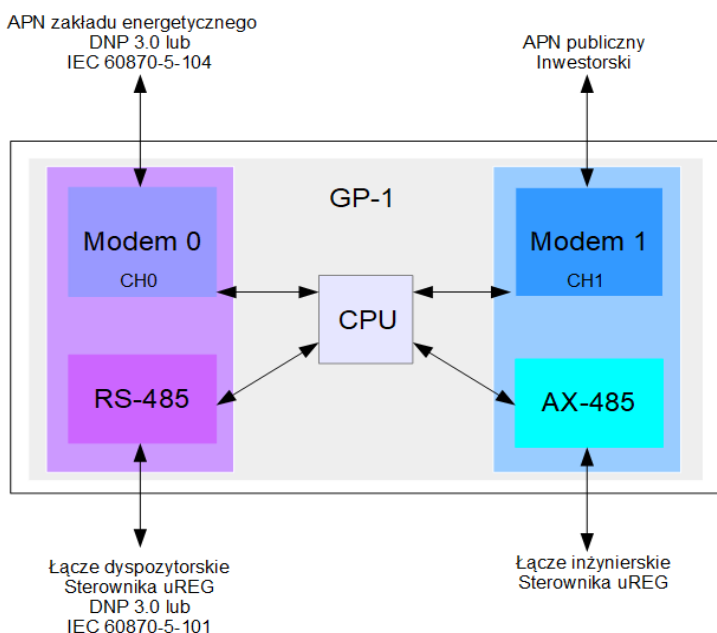 APN zakładu energetycznego
DNP 3.0 lub
IEC 60870-5-104
APN publiczny
Inwestorski
GP-1
Modem 0
CH0
Modem 1
CH1
CPU
RS-485
AX-485
Łącze dyspozytorskie
Sterownika uREG
DNP 3.0 lub
IEC 60870-5-101
Łącze inżynierskie
Sterownika uREG